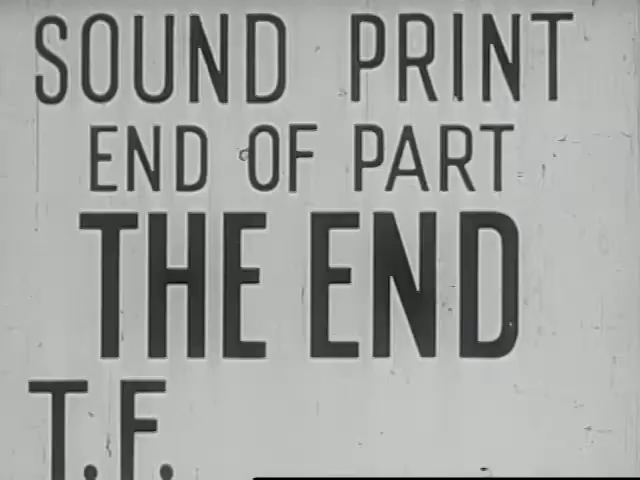 SOUND PRINT
END OF PART
THE END
T.F.